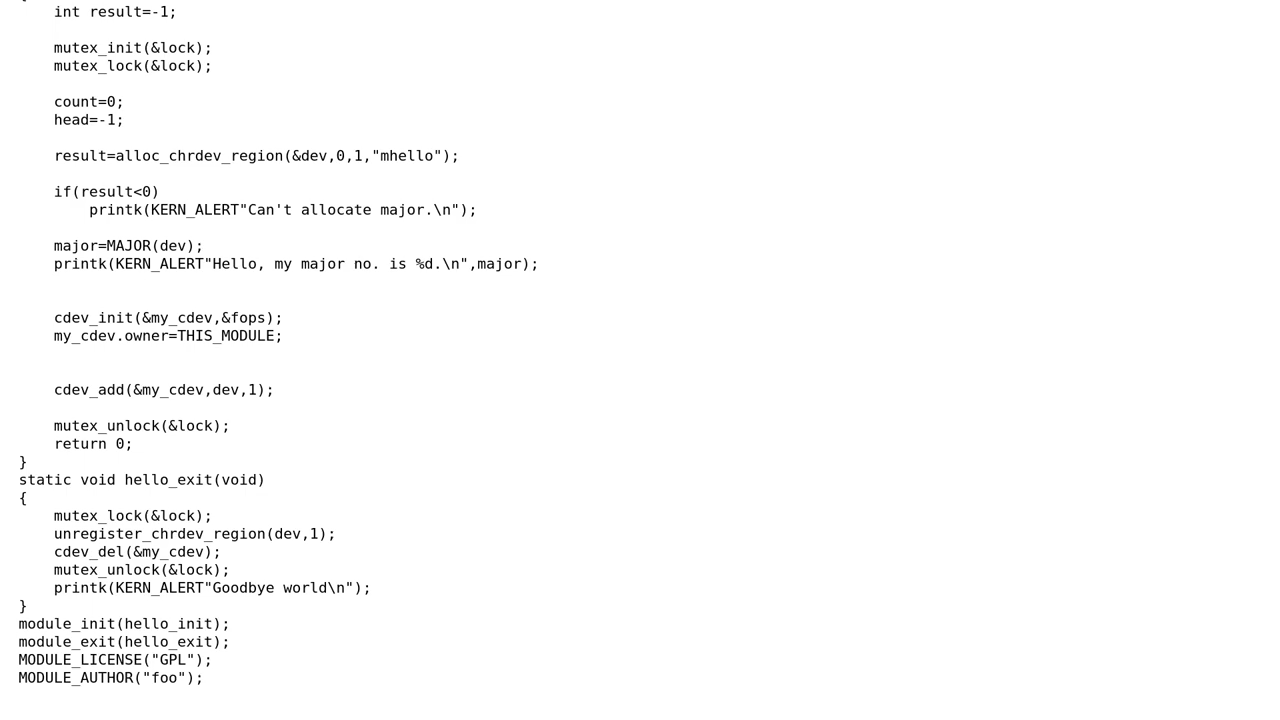 {
    int result=-1;

    mutex_init(&lock);
    mutex_lock(&lock);

    count=0;
    head=-1;

    result=alloc_chrdev_region(&dev,0,1,"mhello");

    if(result<0)
        printk(KERN_ALERT"Can't allocate major.\n");

    major=MAJOR(dev);
    printk(KERN_ALERT"Hello, my major no. is %d.\n",major);


    cdev_init(&my_cdev,&fops);
    my_cdev.owner=THIS_MODULE;


    cdev_add(&my_cdev,dev,1);

    mutex_unlock(&lock);
    return 0;
}
static void hello_exit(void)
{
    mutex_lock(&lock);
    unregister_chrdev_region(dev,1);
    cdev_del(&my_cdev);
    mutex_unlock(&lock);
    printk(KERN_ALERT"Goodbye world\n");
}
module_init(hello_init);
module_exit(hello_exit);
MODULE_LICENSE("GPL");
MODULE_AUTHOR("foo");